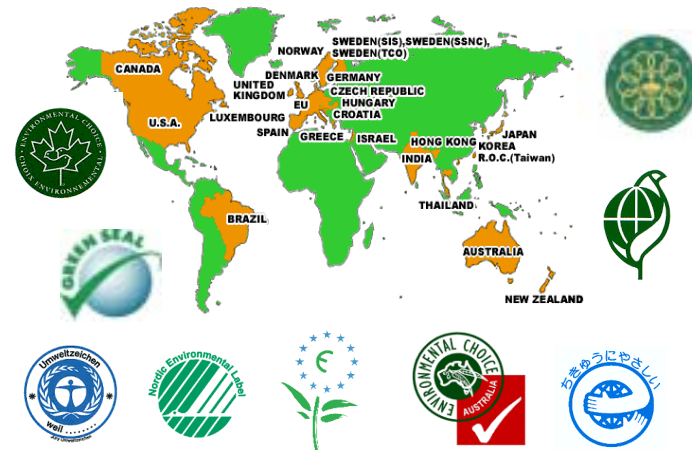 NORWAY
SWEDEN(SIS),SWEDEN(SSNC),
SWEDEN(TCO)
CANADA
DENMARK
GERMANY
UNITED
KINGDOM
CZECH REPUBLIC
EU
HUNGARY
LUXEMBOURG
CROATIA
U.S.A.
SPAIN
GREECE
ISRAEL
HONG KONG
JAPAN
KOREA
INDIA
R.O.C.(Taiwan)
THAILAND
BRAZIL
AUSTRALIA
NEW ZEALAND
ENVIRONMENTAL CHOICE
CHOIX ENVIRONNEMENTAL
GREEN SEAL
Umweltzeichen
weil ........
Jury Umweltzeichen
Nordic Environmental Label
€
ENVIRONMENTAL CHOICE
AUSTRALIA
ちきゅうにやさしい